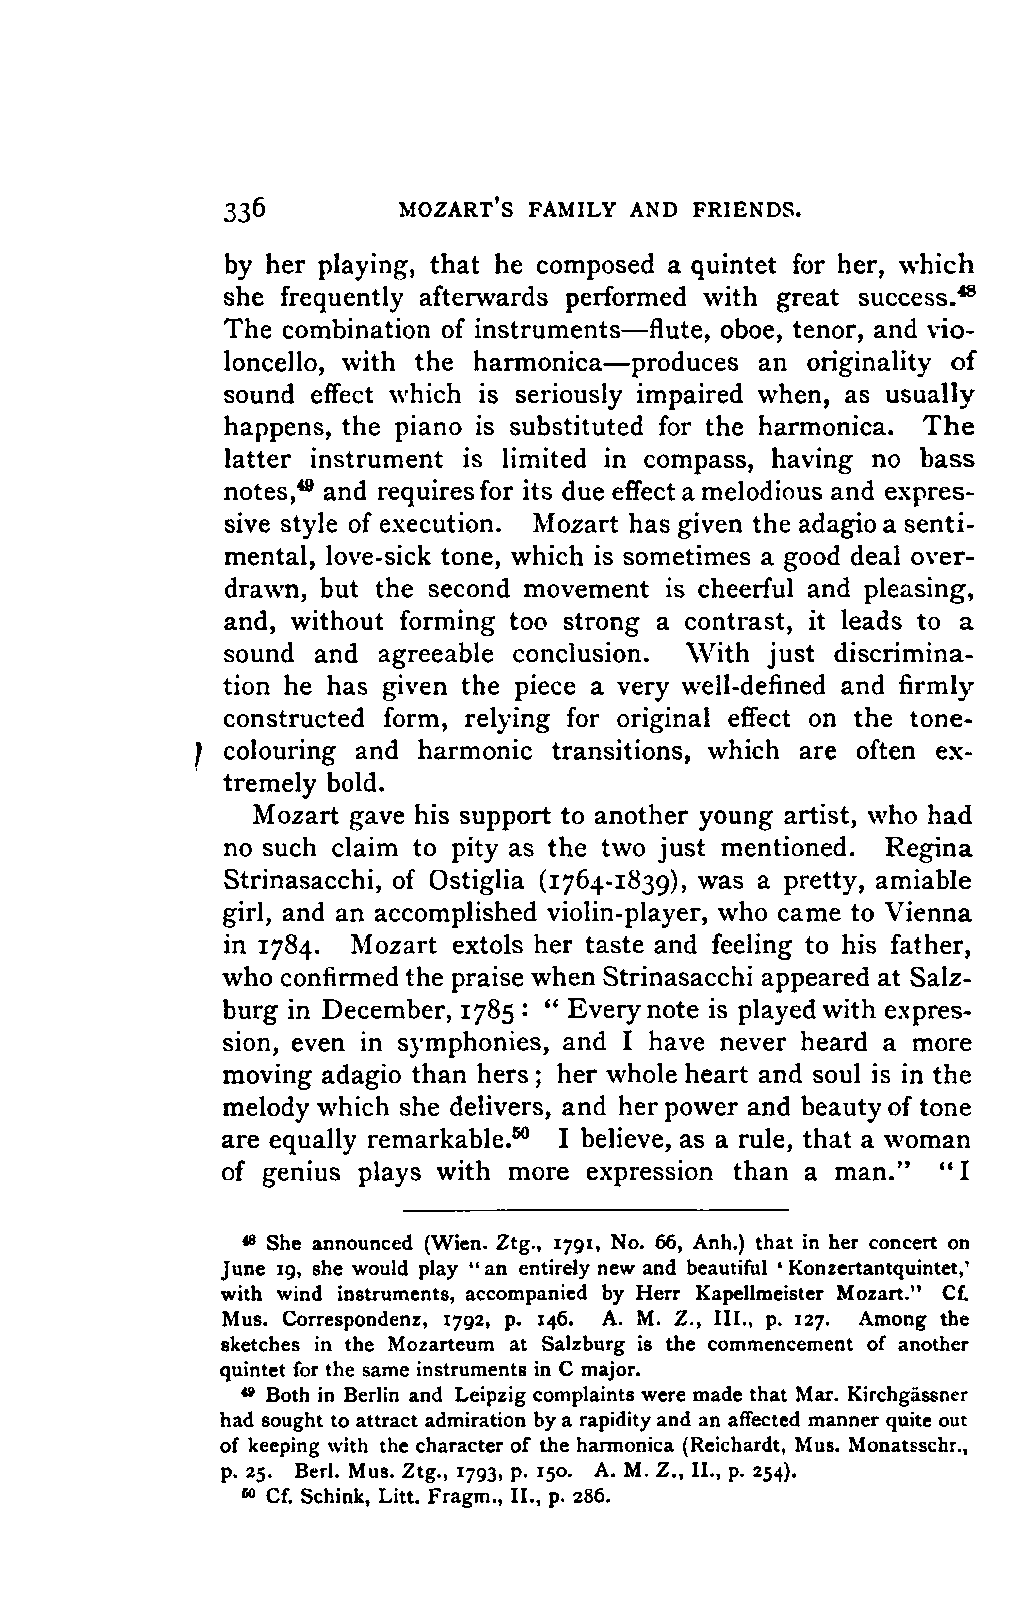 336 MOZART'S FAMILY AND FRIENDS.
by her playing, that he composed a quintet for her, which
she frequently afterwards performed with great success.⁴⁸
The combination of instruments—flute, oboe, tenor, and vio-
loncello, with the harmonica—produces an originality of
sound effect which is seriously impaired when, as usually
happens, the piano is substituted for the harmonica. The
latter instrument is limited in compass, having no bass
notes,⁴⁹ and requires for its due effect a melodious and expres-
sive style of execution. Mozart has given the adagio a senti-
mental, love-sick tone, which is sometimes a good deal over-
drawn, but the second movement is cheerful and pleasing,
and, without forming too strong a contrast, it leads to a
sound and agreeable conclusion. With just discrimina-
tion he has given the piece a very well-defined and firmly
constructed form, relying for original effect on the tone-
colouring and harmonic transitions, which are often ex-
tremely bold.
Mozart gave his support to another young artist, who had
no such claim to pity as the two just mentioned. Regina
Strinasacchi, of Ostiglia (1764-1839), was a pretty, amiable
girl, and an accomplished violin-player, who came to Vienna
in 1784. Mozart extols her taste and feeling to his father,
who confirmed the praise when Strinasacchi appeared at Salz-
burg in December, 1785: "Every note is played with expres-
sion, even in symphonies, and I have never heard a more
moving adagio than hers; her whole heart and soul is in the
melody which she delivers, and her power and beauty of tone
are equally remarkable.⁵⁰ I believe, as a rule, that a woman
of genius plays with more expression than a man." "I
⁴⁸ She announced (Wien. Ztg., 1791, No. 66, Anh.) that in her concert on
June 19, she would play "an entirely new and beautiful 'Konzertantquintet,'
with wind instruments, accompanied by Herr Kapellmeister Mozart." Cf.
Mus. Correspondenz, 1792, p. 146. A. M. Z., III., p. 127. Among the
sketches in the Mozarteum at Salzburg is the commencement of another
quintet for the same instruments in C major.
⁴⁹ Both in Berlin and Leipzig complaints were made that Mar. Kirchgässner
had sought to attract admiration by a rapidity and an affected manner quite out
of keeping with the character of the harmonica (Reichardt, Mus. Monatsschr.,
p. 25. Berl. Mus. Ztg., 1793, p. 150. A. M. Z., II., p. 254).
⁵⁰ Cf. Schink, Litt. Fragm., II., p. 286.